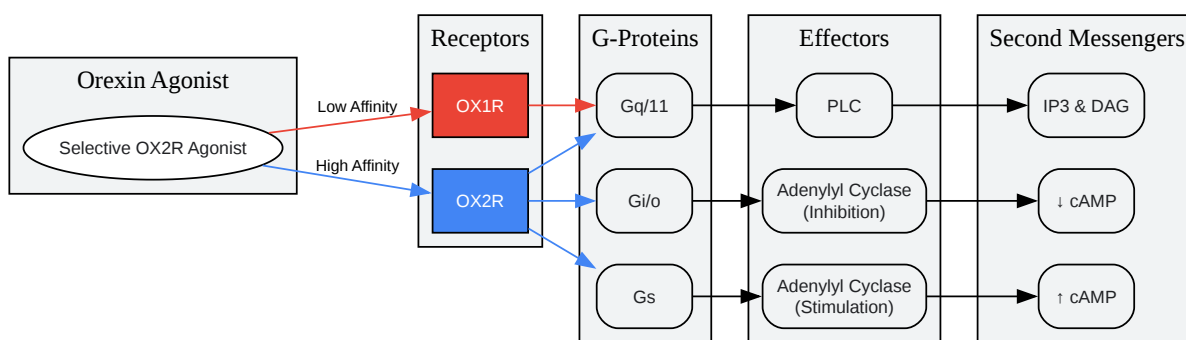 Orexin Agonist
Selective OX2R Agonist
Low Affinity
High Affinity
Receptors
OX1R
OX2R
G-Proteins
Gq/11
Gi/o
Gs
Effectors
PLC
Adenylyl Cyclase
(Inhibition)
Adenylyl Cyclase
(Stimulation)
Second Messengers
IP3 & DAG
↓ cAMP
↑ cAMP